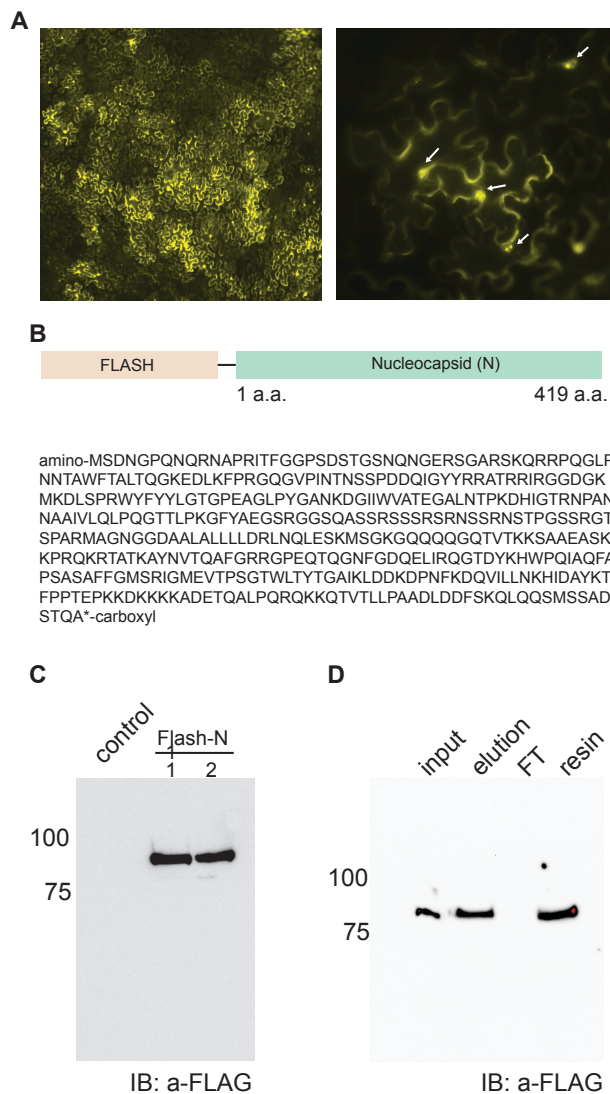 A
B
FLASH
Nucleocapsid (N)
1 a.a.
419 a.a.
amino-MSDNGPQNQRNAPRITFGGPSDSTGSNQNGERSGARSKQRRPQGLP
NNTAWFTALTQGKEDLKFPRGQGVPINTNSSPDDQIGYYRRATRRIRGGDGK
MKDLSPRWYFYYLGTGPEAGLPYGANKDGIIWVATEGALNTPKDHIGTRNPAN
NAAIVLQLPQGTTLPKGFYAEGSRGGSQASSRSSSRSRNSSRNSTPGSSRGT
SPARMAGNGGDAALALLLLDRLNQLESKMSGKGQQQQGQTVTKKSAAEASK
KPRQKRTATKAYNVTQAFGRRGPEQTQGNFGDQELIRQGTDYKHWPQIAQFA
PSASAFFGMSRIGMEVTPSGTWLTYTGAIKLDDKDPNFKDQVILLNKHIDAYKT
FPPTEPKKDKKKKADETQALPQRQKKQTVTLLPAADLDDFSKQLQQSMSSAD
STQA*-carboxyl
C
control
Flash-N
1
1 2
100
75
IB: a-FLAG
D
input
elution
FT
resin
100
75
IB: a-FLAG